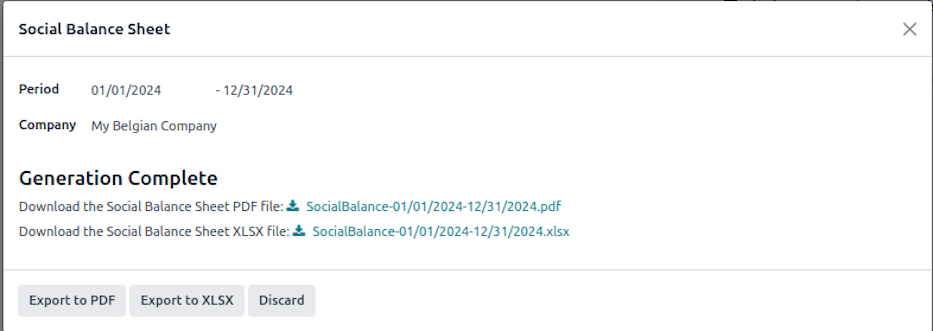 Social Balance Sheet
Period 01/01/2024 - 12/31/2024
Company My Belgian Company
Generation Complete
Download the Social Balance Sheet PDF file: SocialBalance-01/01/2024-12/31/2024.pdf
Download the Social Balance Sheet XLSX file: SocialBalance-01/01/2024-12/31/2024.xlsx
Export to PDF Export to XLSX Discard